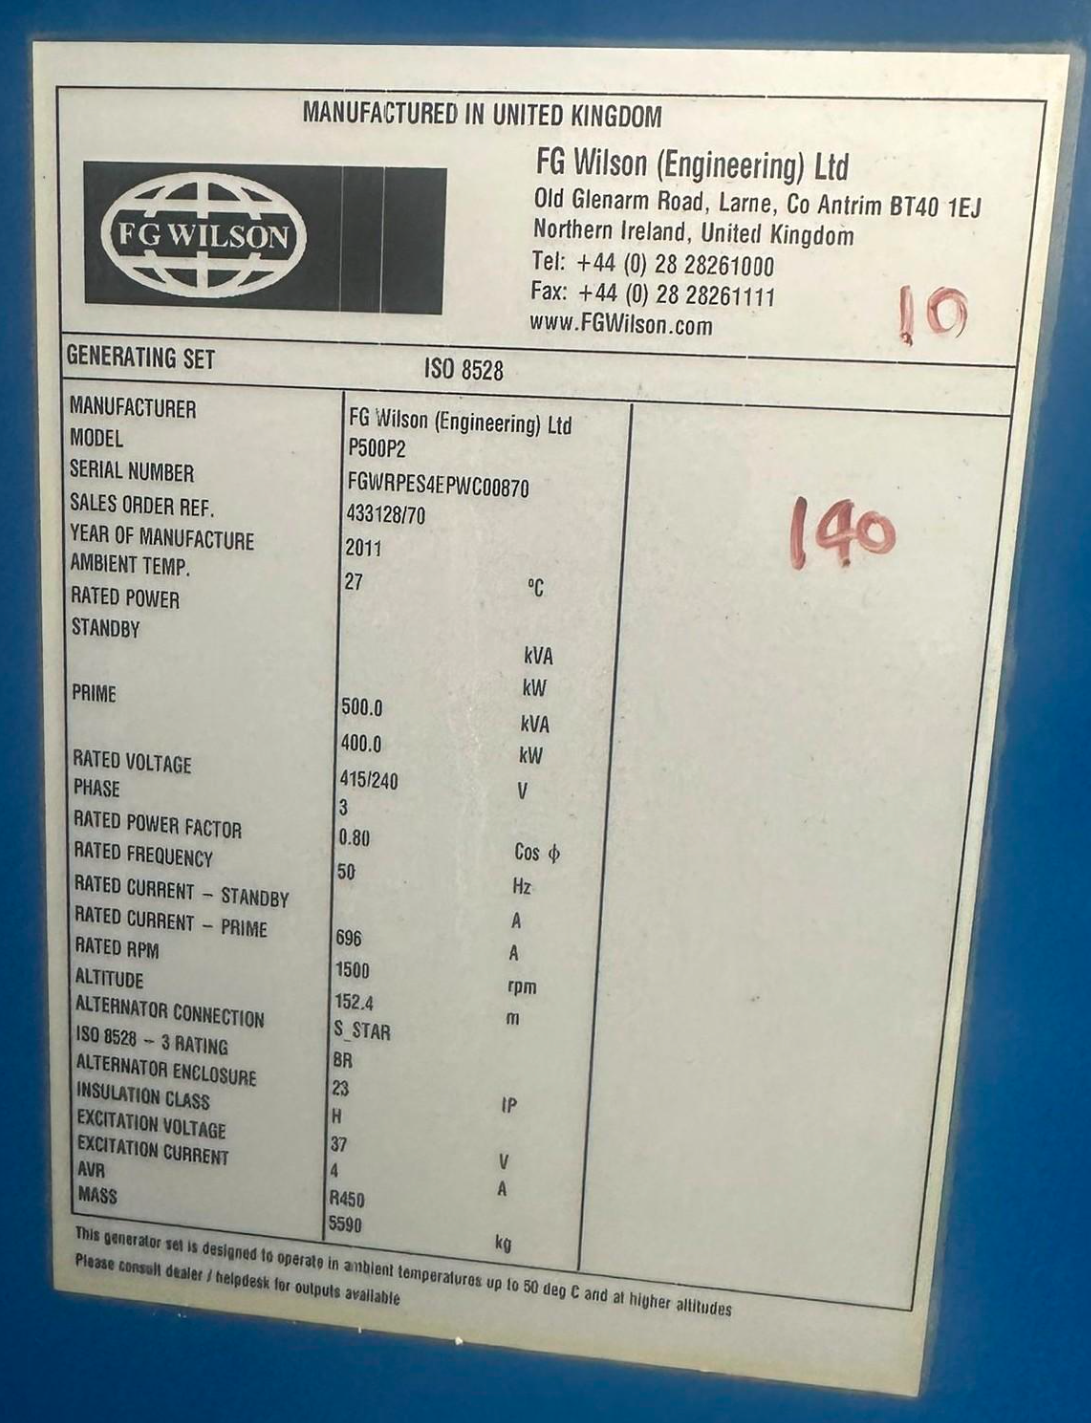 MANUFACTURED IN UNITED KINGDOM
FG WILSON
FG Wilson (Engineering) Ltd
Old Glenarm Road, Larne, Co Antrim BT40 1EJ
Northern Ireland, United Kingdom
Tel: +44 (0) 28 28261000
Fax: +44 (0) 28 28261111
www.FGWilson.com
10
GENERATING SET ISO 8528
MANUFACTURER FG Wilson (Engineering) Ltd
MODEL P500P2
SERIAL NUMBER FGWRPES4EPWC00870
SALES ORDER REF. 433128/70
YEAR OF MANUFACTURE 2011
AMBIENT TEMP. 27 ºC
RATED POWER
STANDBY kVA
kW
PRIME 500.0 kVA
400.0 kW
RATED VOLTAGE 415/240 V
PHASE 3
RATED POWER FACTOR 0.80 Cos ϕ
RATED FREQUENCY 50 Hz
RATED CURRENT – STANDBY A
RATED CURRENT – PRIME 696 A
RATED RPM 1500 rpm
ALTITUDE 152.4 m
ALTERNATOR CONNECTION S_STAR
ISO 8528 – 3 RATING BR
ALTERNATOR ENCLOSURE 23 IP
INSULATION CLASS H
EXCITATION VOLTAGE 37 V
EXCITATION CURRENT 4 A
AVR R450
MASS 5590 kg
140
This generator set is designed to operate in ambient temperatures up to 50 deg C and at higher altitudes
Please consult dealer / helpdesk for outputs available